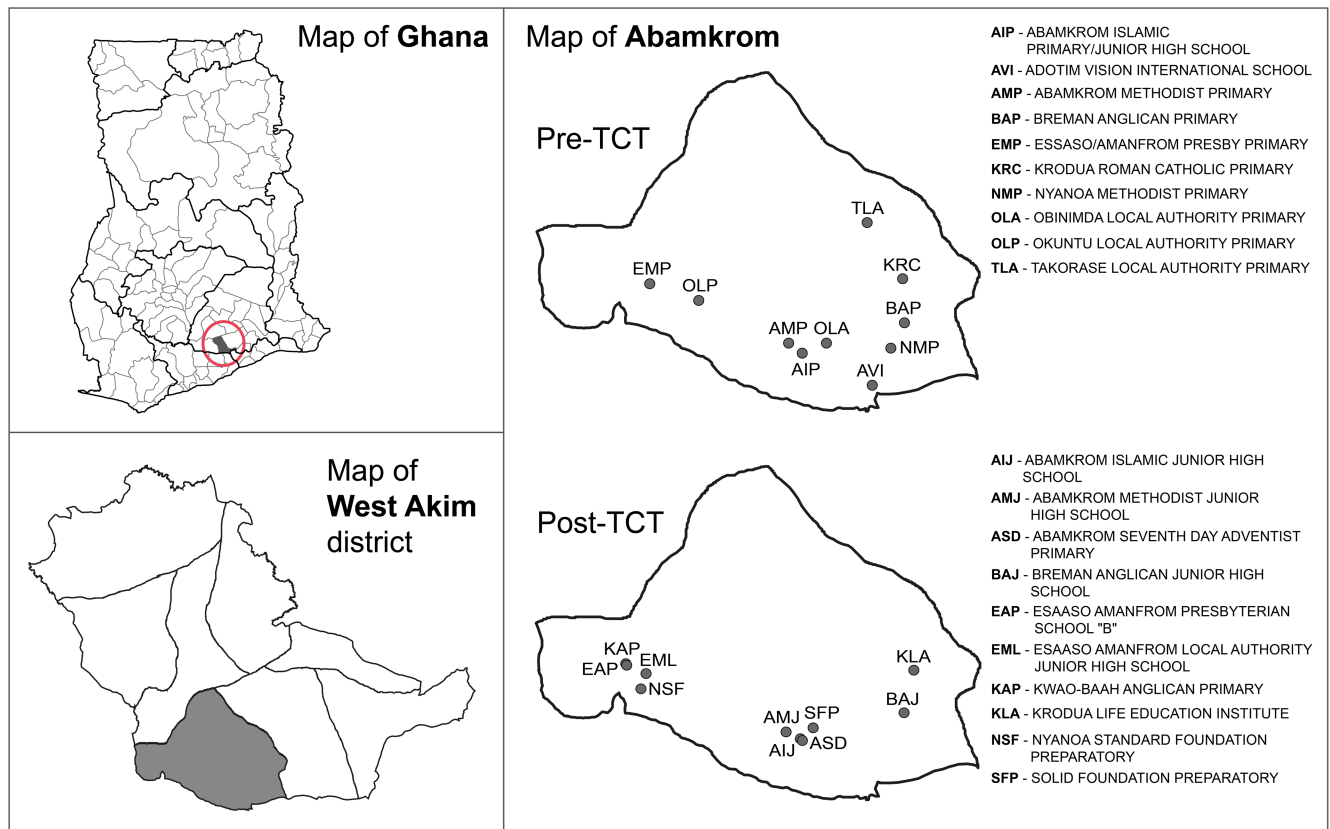 Map of Ghana
Map of Abamkrom
Pre-TCT
TLA
KRC
EMP
OLP
BAP
AMP OLA
NMP
AIP
AVI
AIP - ABAMKROM ISLAMIC
PRIMARY/JUNIOR HIGH SCHOOL
AVI - ADOTIM VISION INTERNATIONAL SCHOOL
AMP - ABAMKROM METHODIST PRIMARY
BAP - BREMAN ANGLICAN PRIMARY
EMP - ESSASO/AMANFROM PRESBY PRIMARY
KRC - KRODUA ROMAN CATHOLIC PRIMARY
NMP - NYANOA METHODIST PRIMARY
OLA - OBINIMDA LOCAL AUTHORITY PRIMARY
OLP - OKUNTU LOCAL AUTHORITY PRIMARY
TLA - TAKORASE LOCAL AUTHORITY PRIMARY
Map of
West Akim
district
Post-TCT
KAP
EAP
EML
NSF
KLA
BAJ
AMJ SFP
AIJ
ASD
AIJ - ABAMKROM ISLAMIC JUNIOR HIGH
SCHOOL
AMJ - ABAMKROM METHODIST JUNIOR
HIGH SCHOOL
ASD - ABAMKROM SEVENTH DAY ADVENTIST
PRIMARY
BAJ - BREMAN ANGLICAN JUNIOR HIGH
SCHOOL
EAP - ESAASO AMANFROM PRESBYTERIAN
SCHOOL "B"
EML - ESAASO AMANFROM LOCAL AUTHORITY
JUNIOR HIGH SCHOOL
KAP - KWAO-BAAH ANGLICAN PRIMARY
KLA - KRODUA LIFE EDUCATION INSTITUTE
NSF - NYANOA STANDARD FOUNDATION
PREPARATORY
SFP - SOLID FOUNDATION PREPARATORY